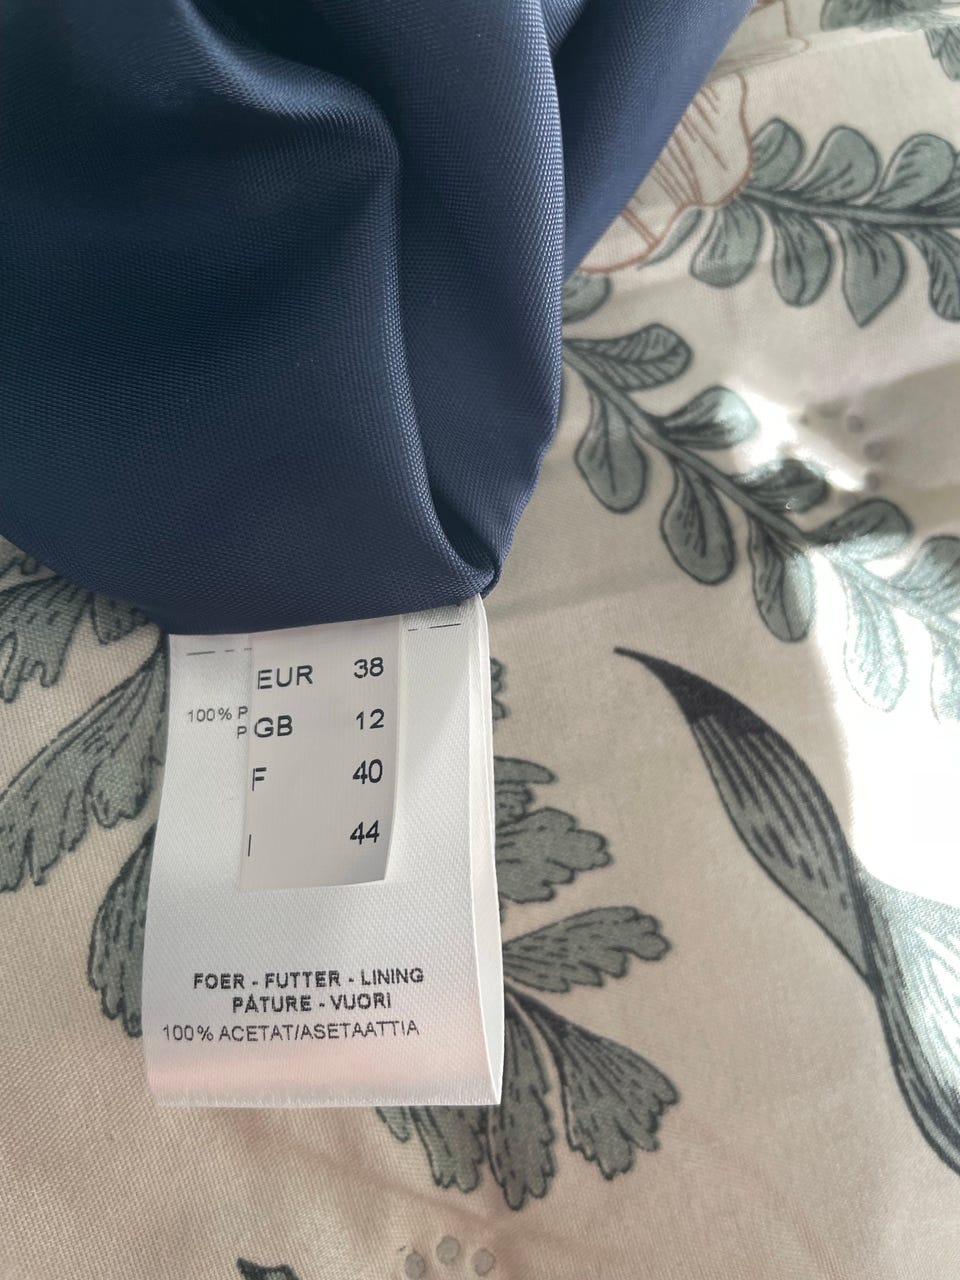 EUR 38
100% P
GB 12
P
F 40
I 44
FOER - FUTTER - LINING
PÅTURE - VUORI
100% ACETAT/ASETAATTIA